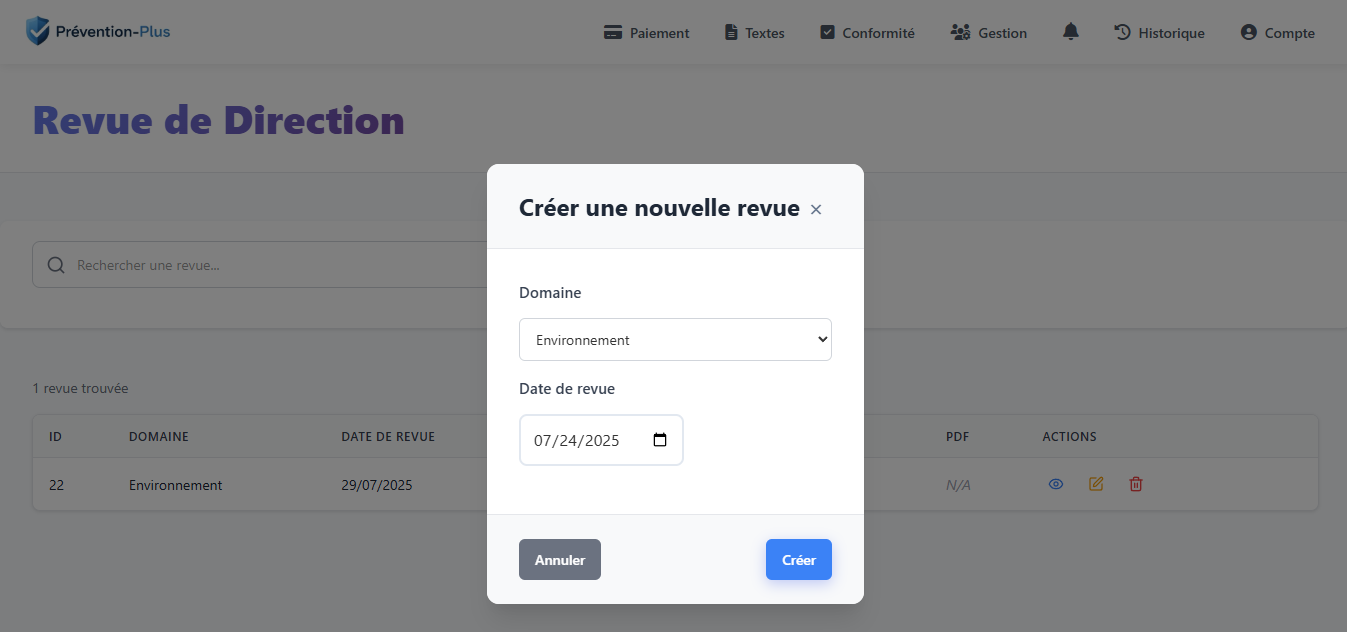 Prévention-Plus
Paiement
Textes
Conformité
Gestion
Historique
Compte
Revue de Direction
Créer une nouvelle revue ×
Rechercher une revue...
Domaine
Environnement
Date de revue
07/24/2025
1 revue trouvée
ID DOMAINE DATE DE REVUE PDF ACTIONS
22 Environnement 29/07/2025 N/A
Annuler
Créer